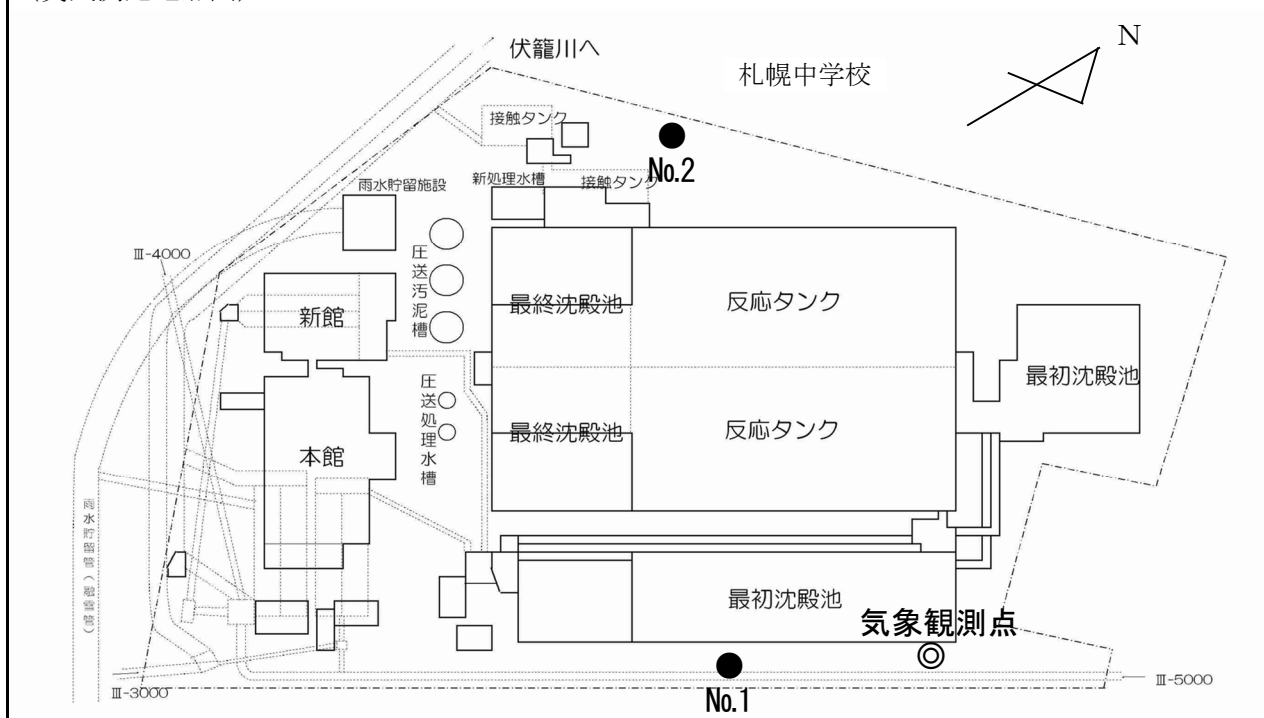 伏籠川へ
札幌中学校
N
接触タンク
No.2
雨水貯留施設
新処理水槽
接触タンク
Ⅲ-4000
圧送汚泥槽
新館
最終沈殿池
反応タンク
最初沈殿池
圧送処理水槽
本館
最終沈殿池
反応タンク
雨水貯留管(融雪管)
最初沈殿池
気象観測点
Ⅲ-3000
No.1
Ⅲ-5000